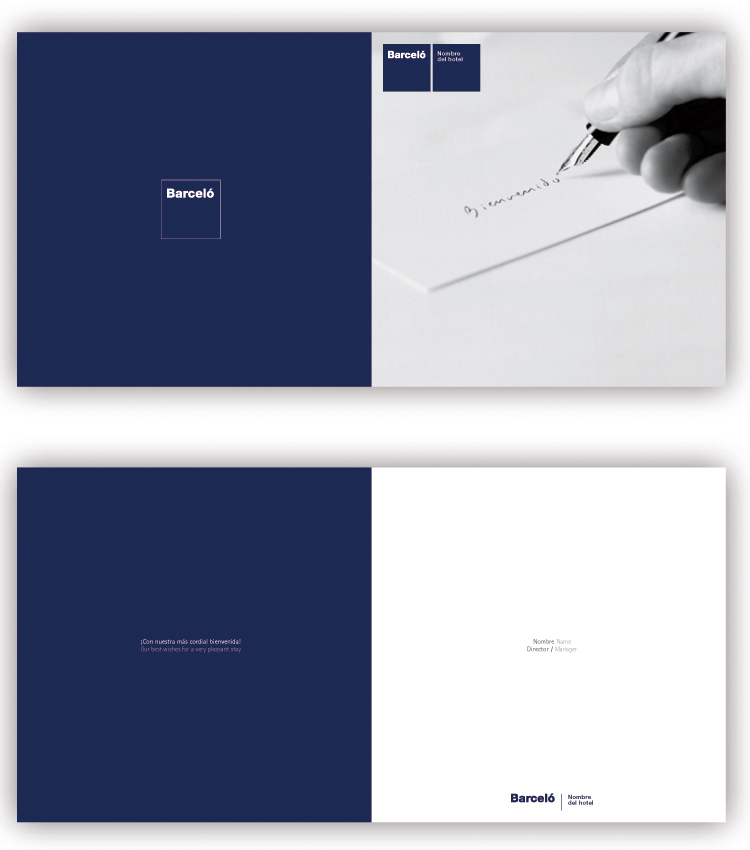 Barceló
Barceló
Nombre
del hotel
Bienvenido
¡Con nuestra más cordial bienvenida!
Our best wishes for a very pleasant stay
Nombre Name
Director / Manager
Barceló
Nombre
del hotel